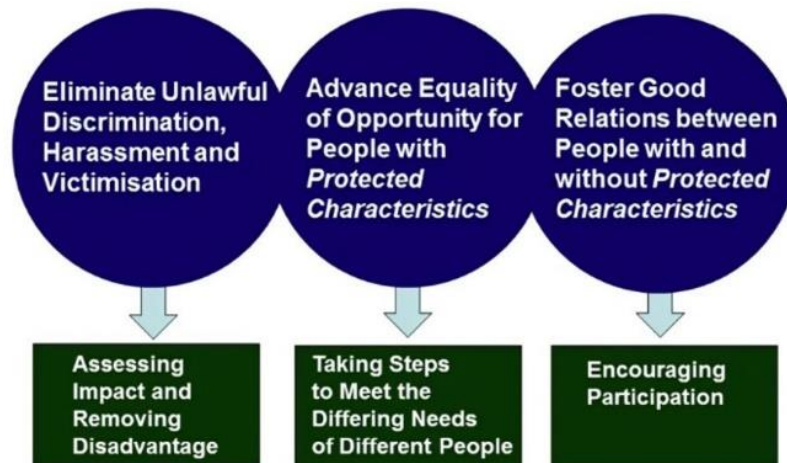 Eliminate Unlawful
Discrimination,
Harassment and
Victimisation
Advance Equality
of Opportunity for
People with
Protected
Characteristics
Foster Good
Relations between
People with and
without Protected
Characteristics
Assessing
Impact and
Removing
Disadvantage
Taking Steps
to Meet the
Differing Needs
of Different People
Encouraging
Participation